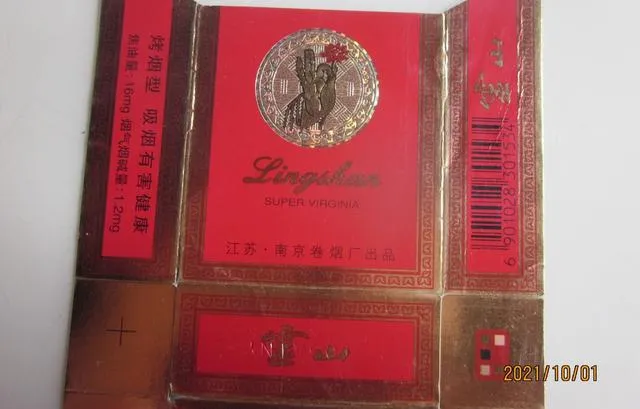 烤烟型 吸烟有害健康
焦油量：16mg 烟气烟碱量：1.2mg
Lingshan
SUPER VIRGINIA
江苏·南京卷烟厂出品
灵山
6 901028 301534
2021/10/01